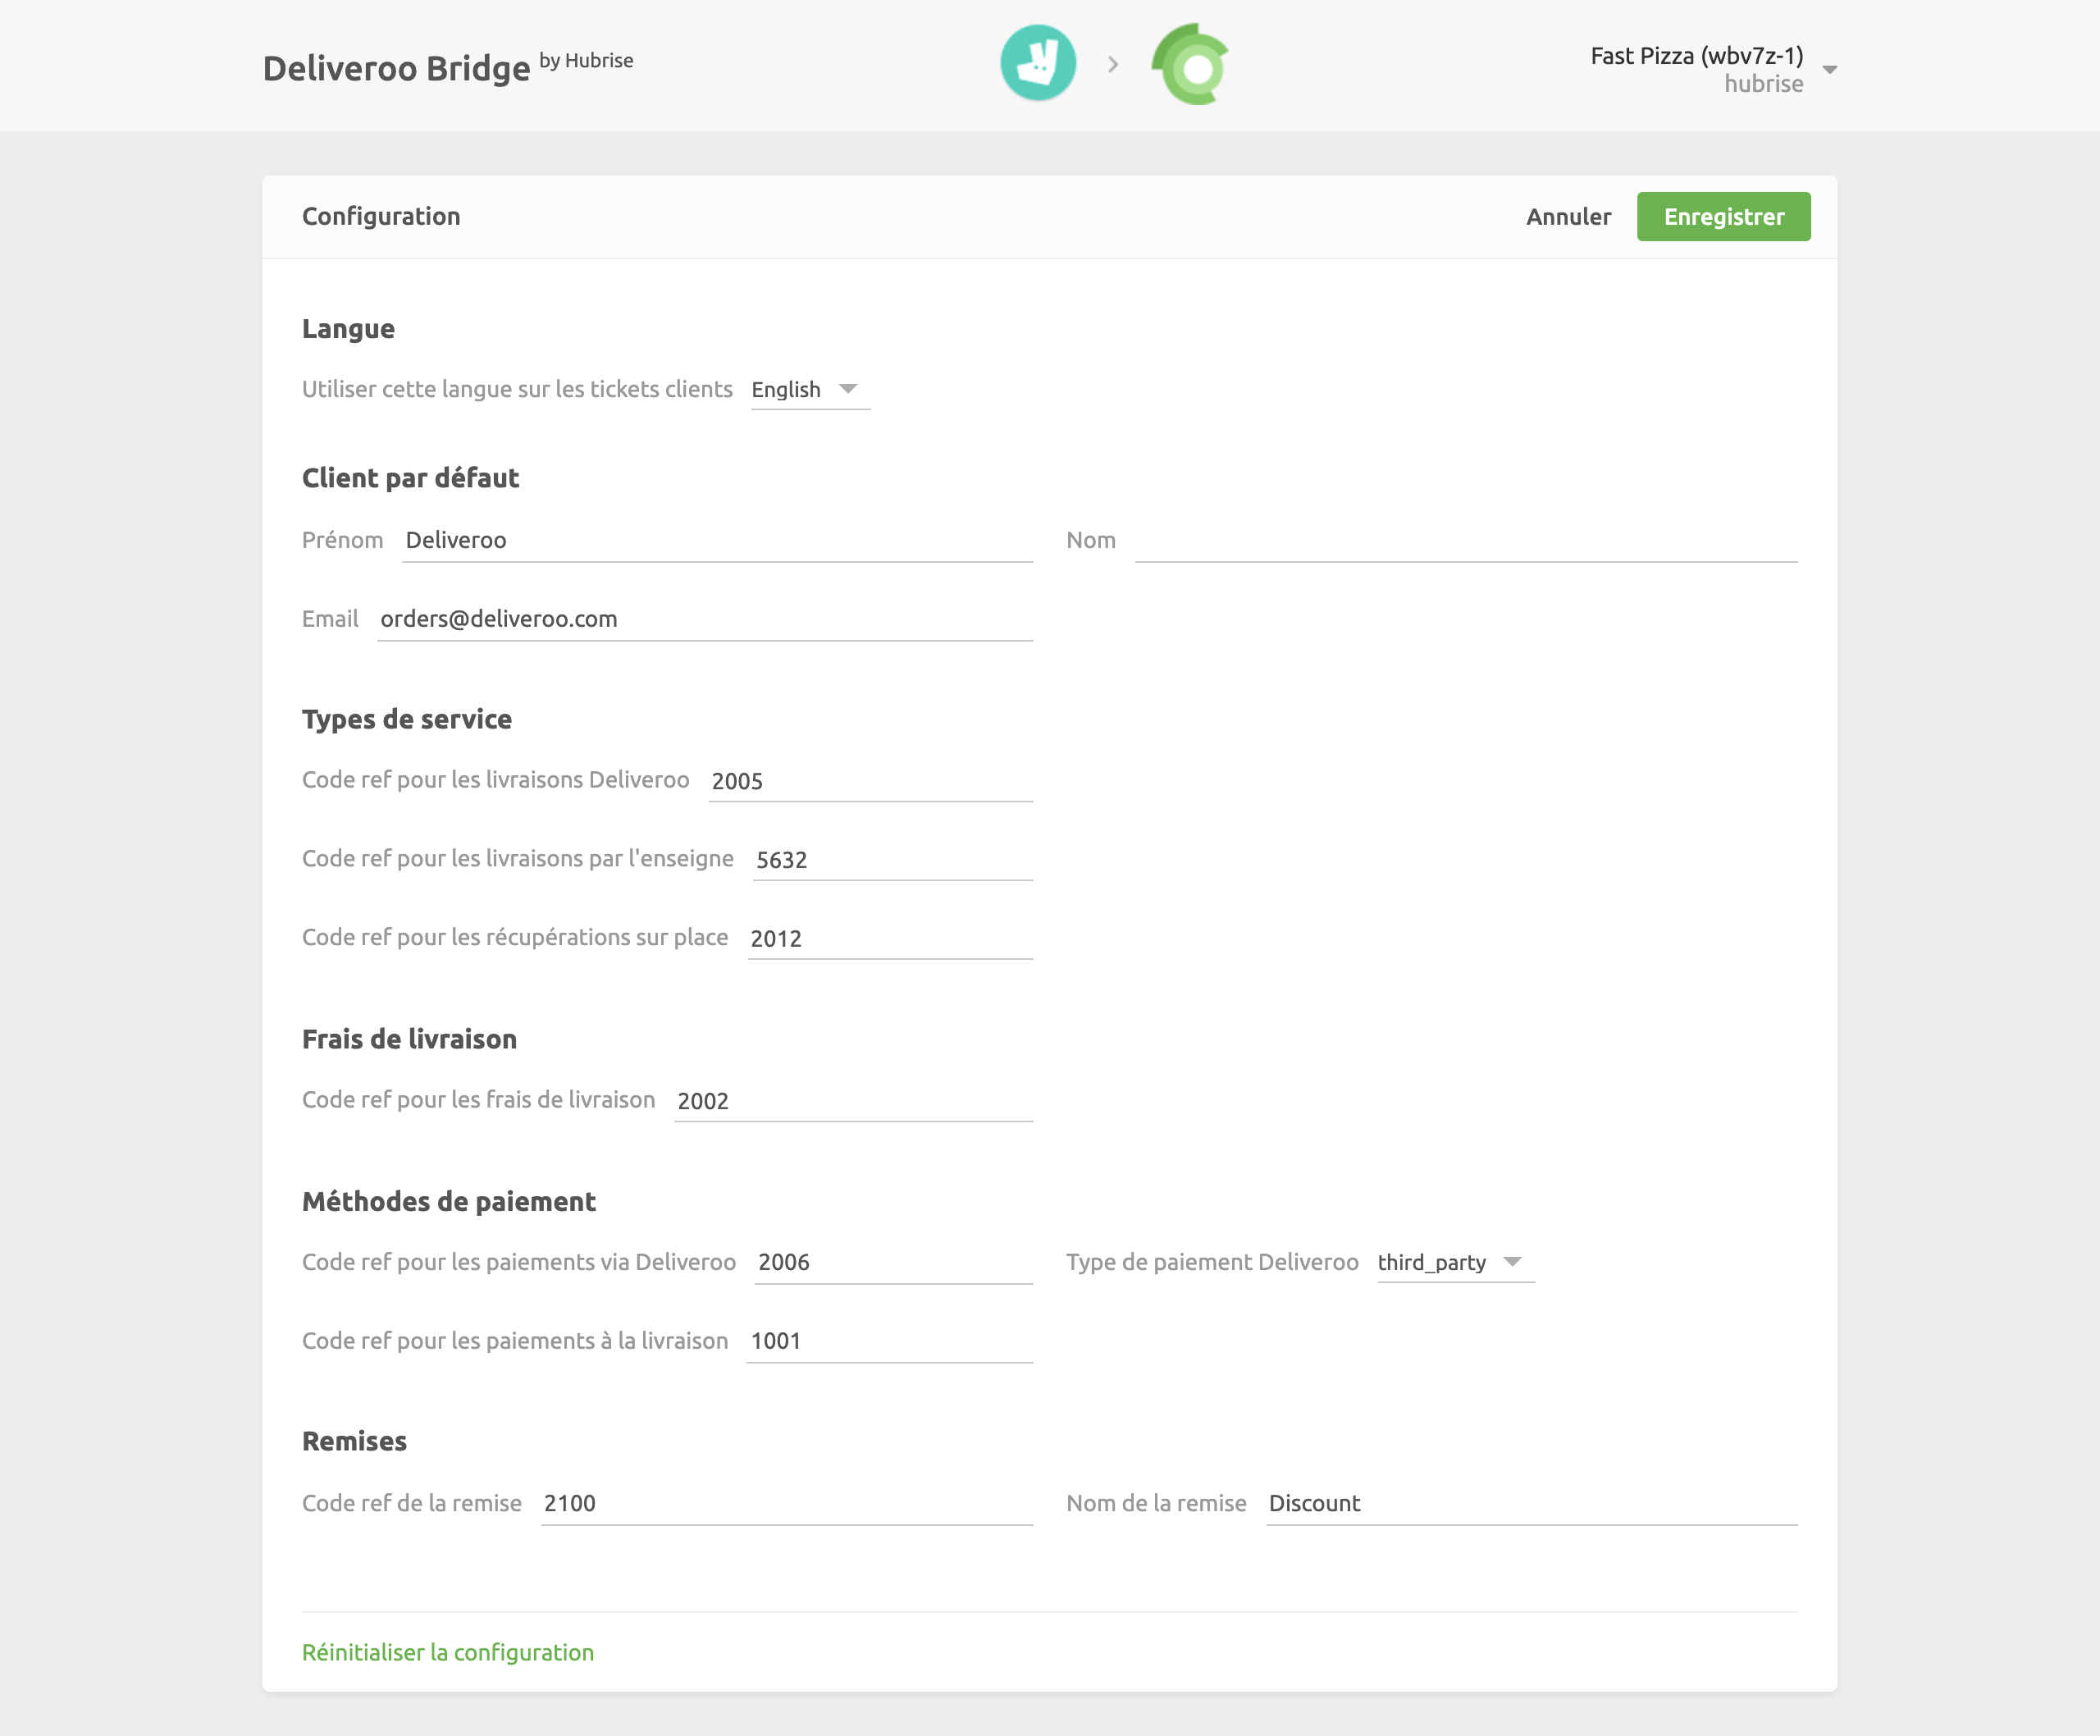 Deliveroo Bridge by Hubrise
Fast Pizza (wbv7z-1)
hubrise
Configuration
Annuler
Enregistrer
Langue
Utiliser cette langue sur les tickets clients English
Client par défaut
Prénom Deliveroo
Nom
Email orders@deliveroo.com
Types de service
Code ref pour les livraisons Deliveroo 2005
Code ref pour les livraisons par l'enseigne 5632
Code ref pour les récupérations sur place 2012
Frais de livraison
Code ref pour les frais de livraison 2002
Méthodes de paiement
Code ref pour les paiements via Deliveroo 2006
Type de paiement Deliveroo third_party
Code ref pour les paiements à la livraison 1001
Remises
Code ref de la remise 2100
Nom de la remise Discount
Réinitialiser la configuration